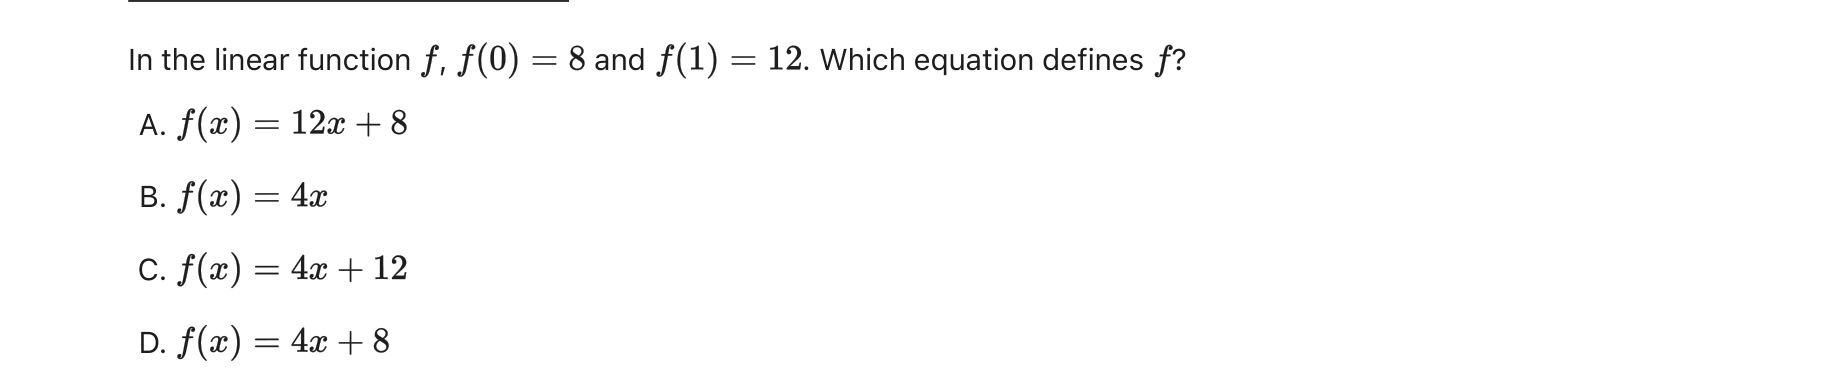 In the linear function f, f(0) = 8 and f(1) = 12. Which equation defines f?
A. f(x) = 12x + 8
B. f(x) = 4x
C. f(x) = 4x + 12
D. f(x) = 4x + 8